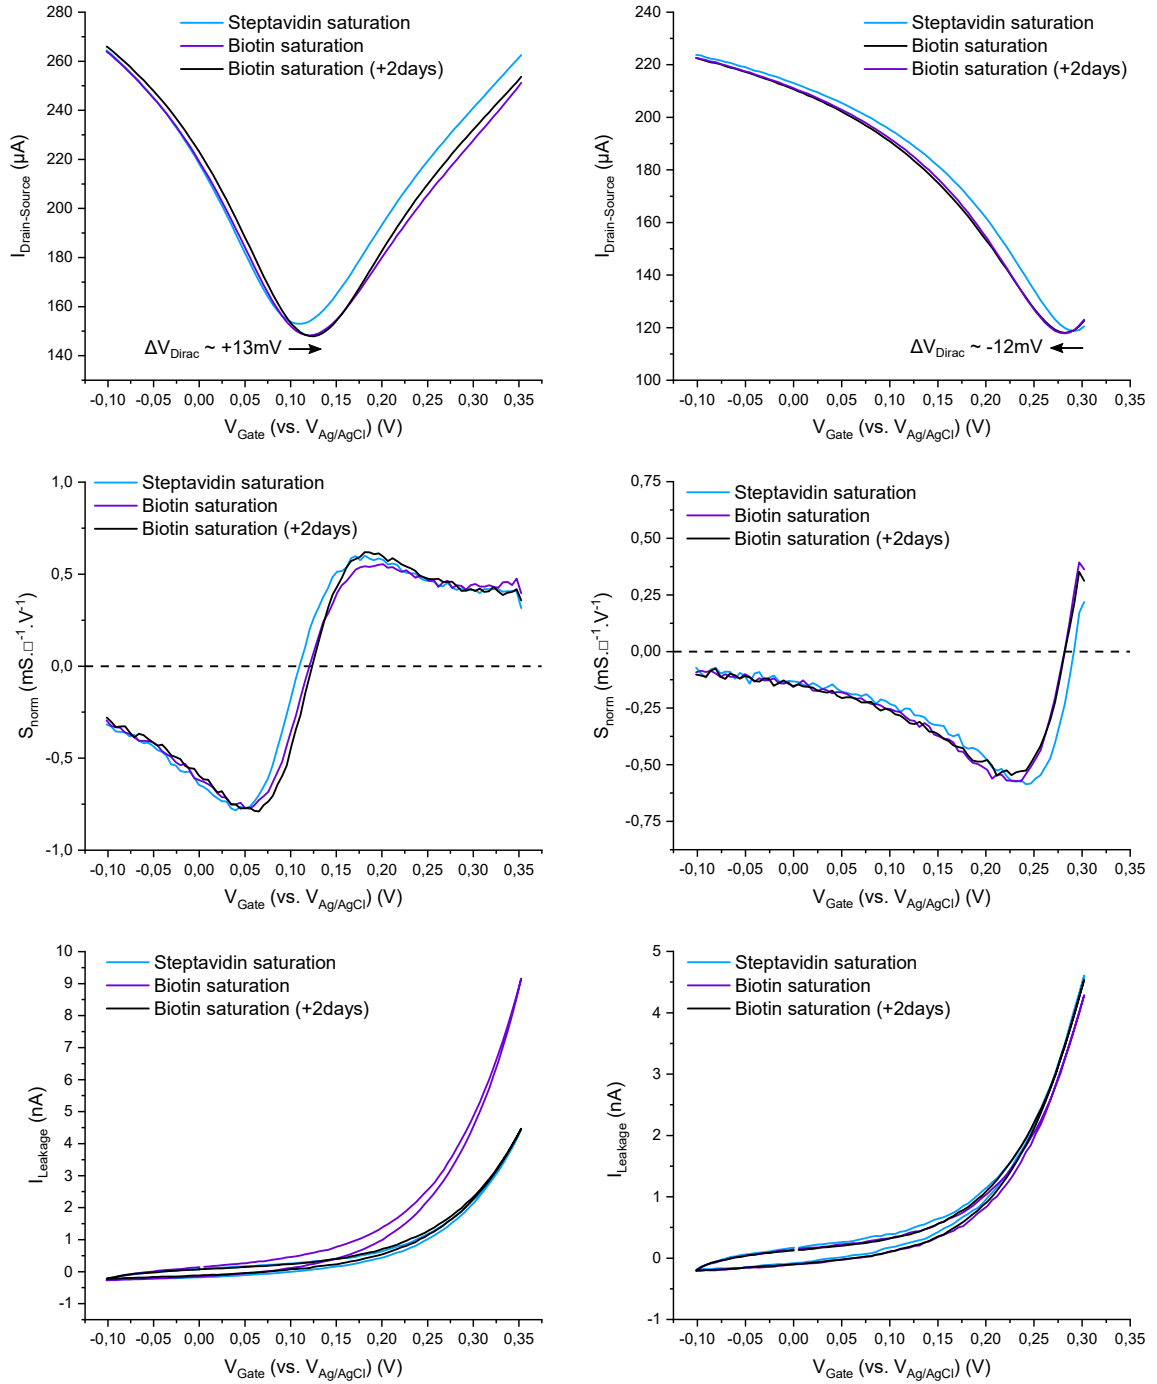 280
260
240
220
200
180
160
140
I_Drain-Source (µA)
Steptavidin saturation
Biotin saturation
Biotin saturation (+2days)
ΔV_Dirac ~ +13mV
-0,10 -0,05 0,00 0,05 0,10 0,15 0,20 0,25 0,30 0,35
V_Gate (vs. V_Ag/AgCl) (V)
240
220
200
180
160
140
120
100
I_Drain-Source (µA)
Steptavidin saturation
Biotin saturation
Biotin saturation (+2days)
ΔV_Dirac ~ -12mV
-0,10 -0,05 0,00 0,05 0,10 0,15 0,20 0,25 0,30 0,35
V_Gate (vs. V_Ag/AgCl) (V)
1,0
0,5
0,0
-0,5
-1,0
S_norm (mS.□⁻¹.V⁻¹)
Steptavidin saturation
Biotin saturation
Biotin saturation (+2days)
-0,10 -0,05 0,00 0,05 0,10 0,15 0,20 0,25 0,30 0,35
V_Gate (vs. V_Ag/AgCl) (V)
0,75
0,50
0,25
0,00
-0,25
-0,50
-0,75
S_norm (mS.□⁻¹.V⁻¹)
Steptavidin saturation
Biotin saturation
Biotin saturation (+2days)
-0,10 -0,05 0,00 0,05 0,10 0,15 0,20 0,25 0,30 0,35
V_Gate (vs. V_Ag/AgCl) (V)
10
9
8
7
6
5
4
3
2
1
0
-1
I_Leakage (nA)
Steptavidin saturation
Biotin saturation
Biotin saturation (+2days)
-0,10 -0,05 0,00 0,05 0,10 0,15 0,20 0,25 0,30 0,35
V_Gate (vs. V_Ag/AgCl) (V)
5
4
3
2
1
0
-1
I_Leakage (nA)
Steptavidin saturation
Biotin saturation
Biotin saturation (+2days)
-0,10 -0,05 0,00 0,05 0,10 0,15 0,20 0,25 0,30 0,35
V_Gate (vs. V_Ag/AgCl) (V)